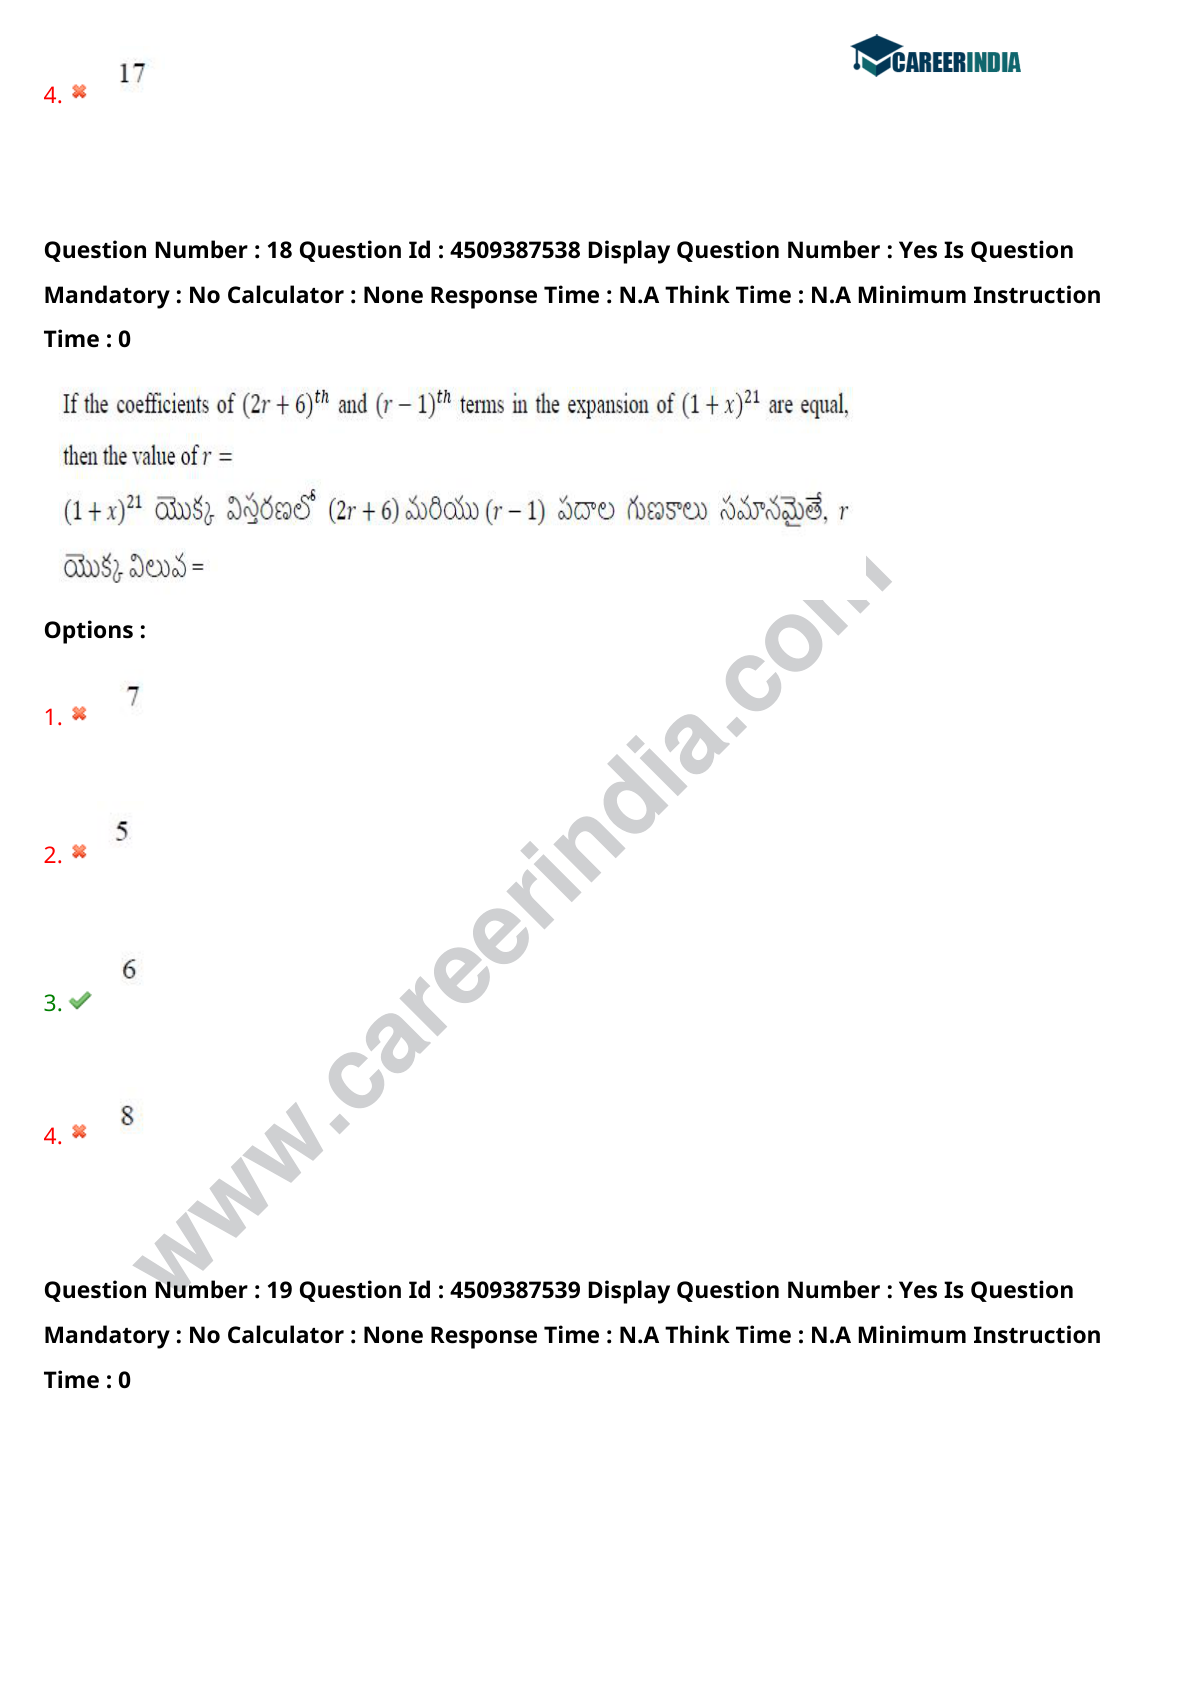 CAREERINDIA
17
4.
Question Number : 18 Question Id : 4509387538 Display Question Number : Yes Is Question
Mandatory : No Calculator : None Response Time : N.A Think Time : N.A Minimum Instruction
Time : 0
If the coefficients of (2r + 6)^th and (r − 1)^th terms in the expansion of (1 + x)^21 are equal,
then the value of r =
(1 + x)^21 యొక్క విస్తరణలో (2r + 6) మరియు (r − 1) పదాల గుణకాలు సమానమైతే, r
యొక్క విలువ =
Options :
7
1.
5
2.
6
3.
8
4.
www.careerindia.com
Question Number : 19 Question Id : 4509387539 Display Question Number : Yes Is Question
Mandatory : No Calculator : None Response Time : N.A Think Time : N.A Minimum Instruction
Time : 0